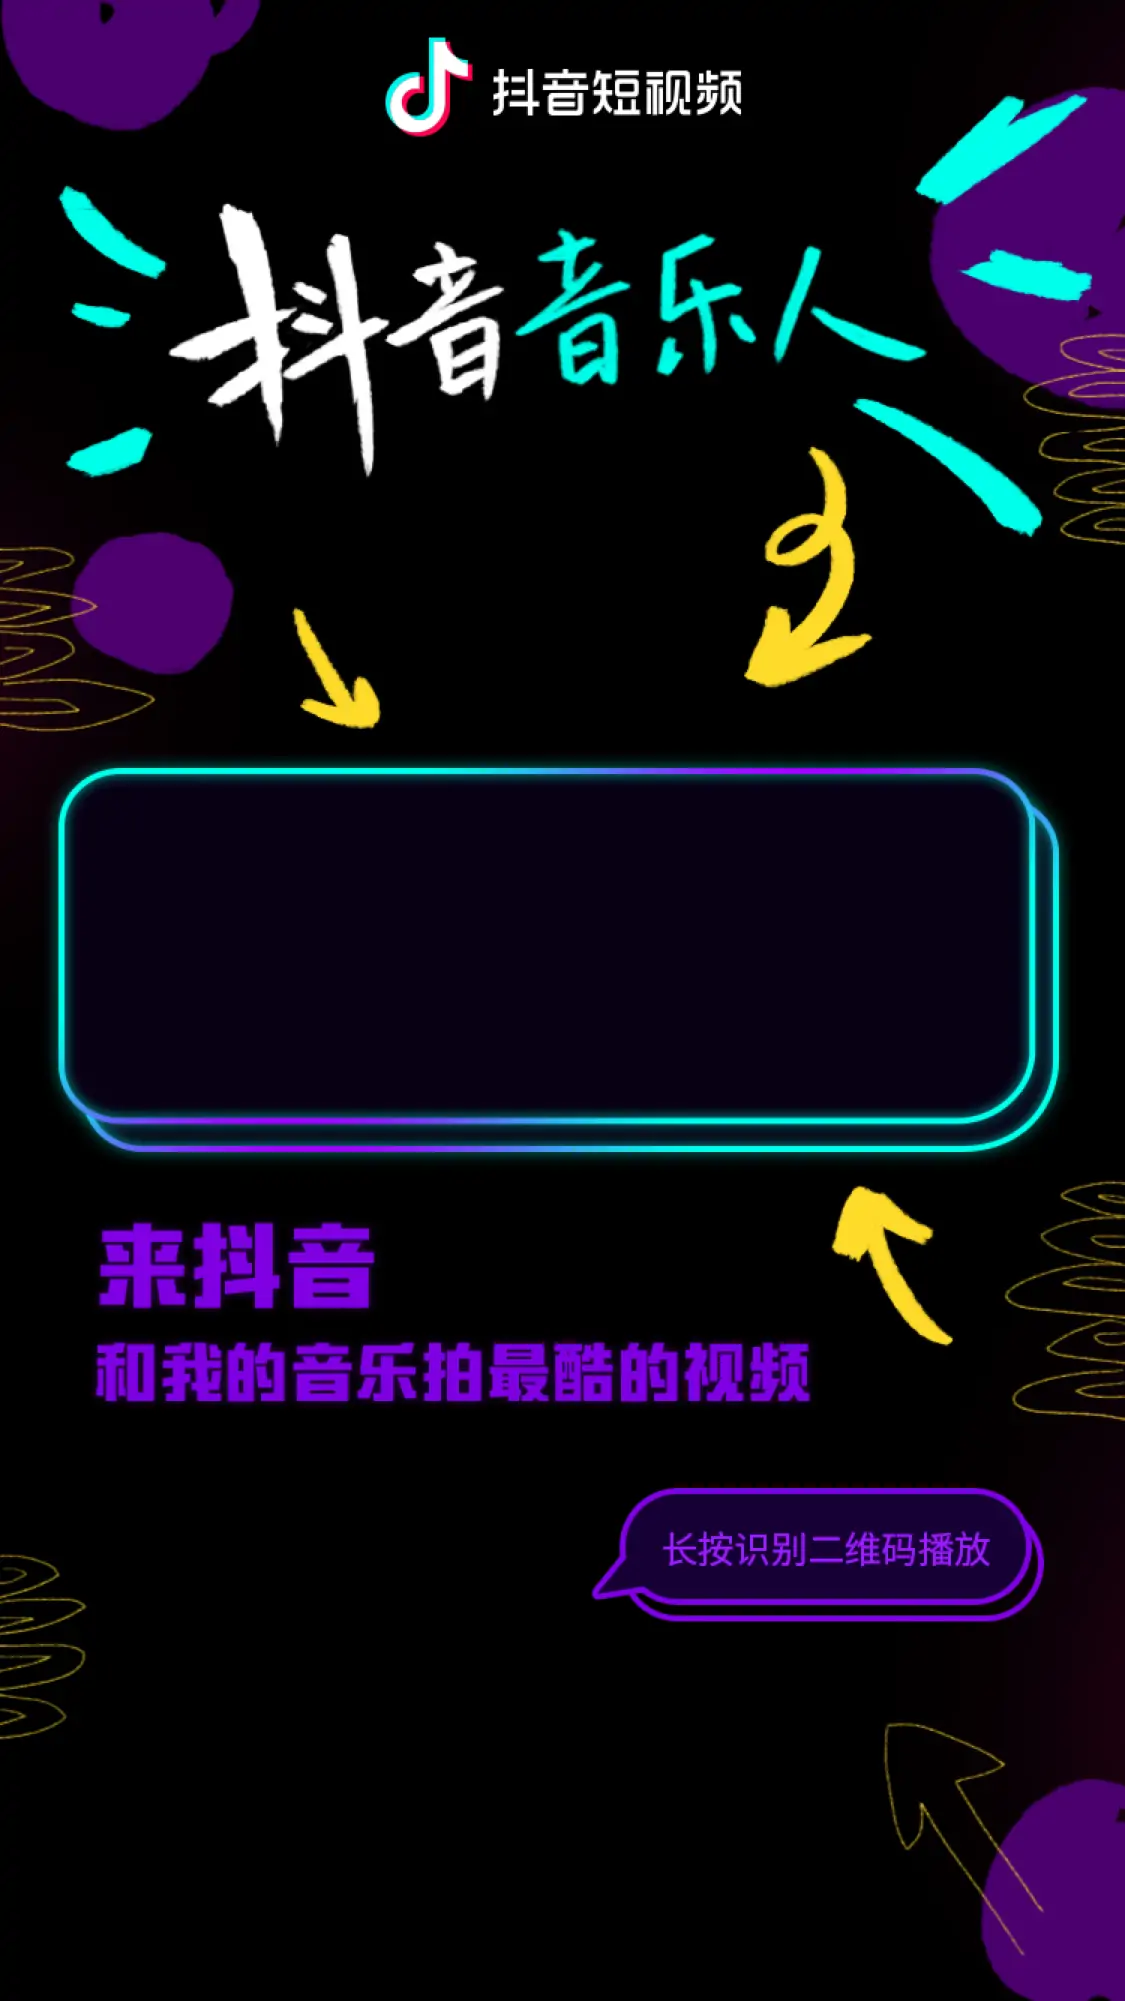 抖音短视频
抖音音乐人
来抖音
和我的音乐拍最酷的视频
长按识别二维码播放